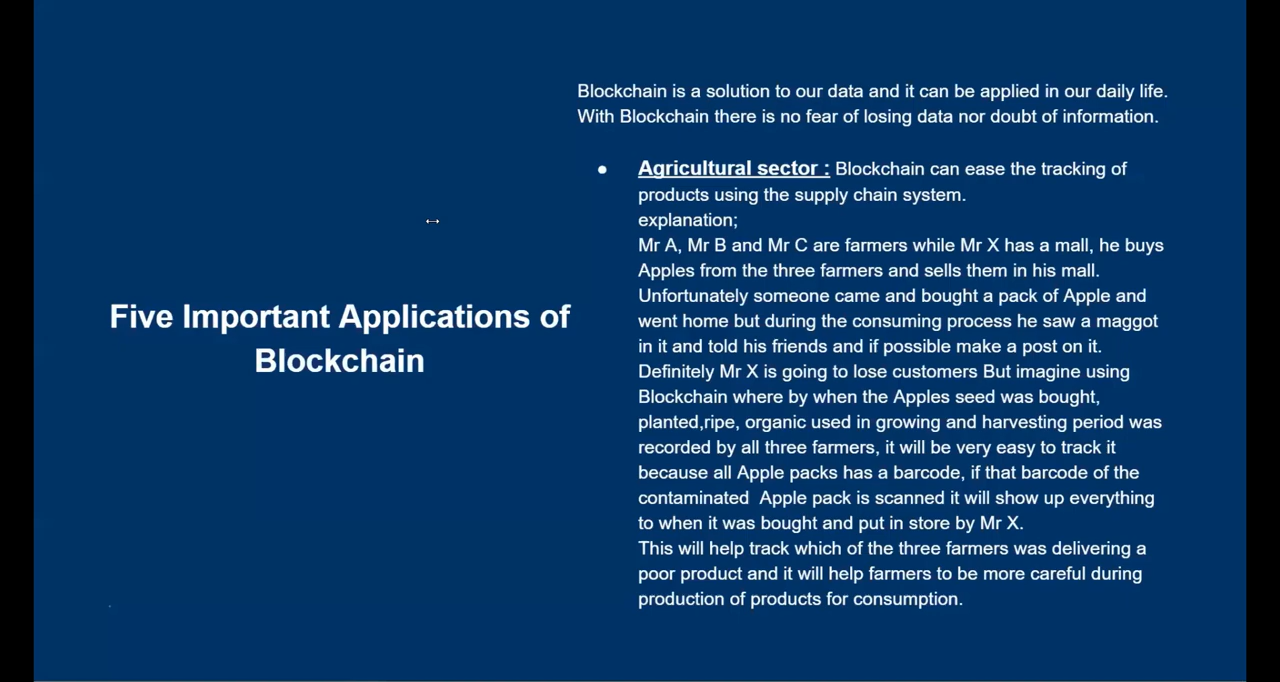 Five Important Applications of
Blockchain
Blockchain is a solution to our data and it can be applied in our daily life.
With Blockchain there is no fear of losing data nor doubt of information.
● Agricultural sector : Blockchain can ease the tracking of
products using the supply chain system.
explanation;
Mr A, Mr B and Mr C are farmers while Mr X has a mall, he buys
Apples from the three farmers and sells them in his mall.
Unfortunately someone came and bought a pack of Apple and
went home but during the consuming process he saw a maggot
in it and told his friends and if possible make a post on it.
Definitely Mr X is going to lose customers But imagine using
Blockchain where by when the Apples seed was bought,
planted,ripe, organic used in growing and harvesting period was
recorded by all three farmers, it will be very easy to track it
because all Apple packs has a barcode, if that barcode of the
contaminated  Apple pack is scanned it will show up everything
to when it was bought and put in store by Mr X.
This will help track which of the three farmers was delivering a
poor product and it will help farmers to be more careful during
production of products for consumption.